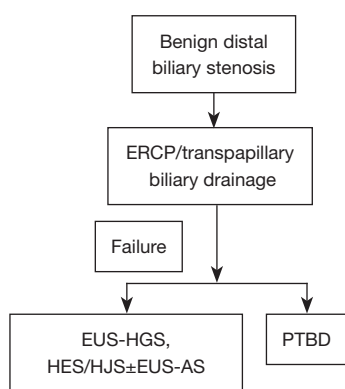 Benign distal
biliary stenosis
ERCP/transpapillary
biliary drainage
Failure
EUS-HGS,
HES/HJS±EUS-AS
PTBD